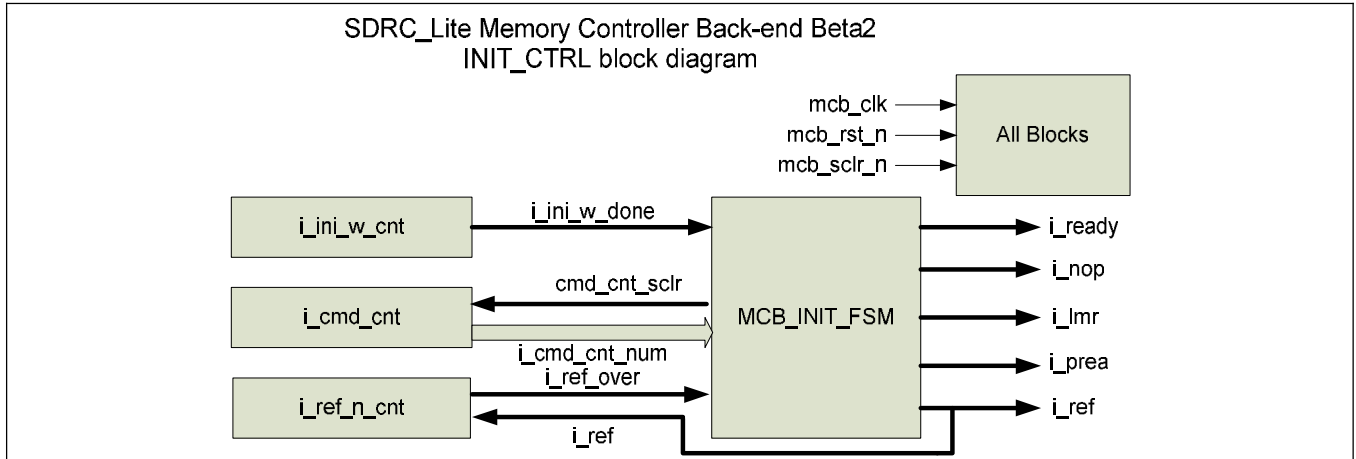 SDRC_Lite Memory Controller Back-end Beta2
INIT_CTRL block diagram
mcb_clk
mcb_rst_n
mcb_sclr_n
All Blocks
i_ini_w_cnt
i_ini_w_done
i_ready
i_nop
i_cmd_cnt
cmd_cnt_sclr
MCB_INIT_FSM
i_lmr
i_cmd_cnt_num
i_prea
i_ref_n_cnt
i_ref_over
i_ref
i_ref